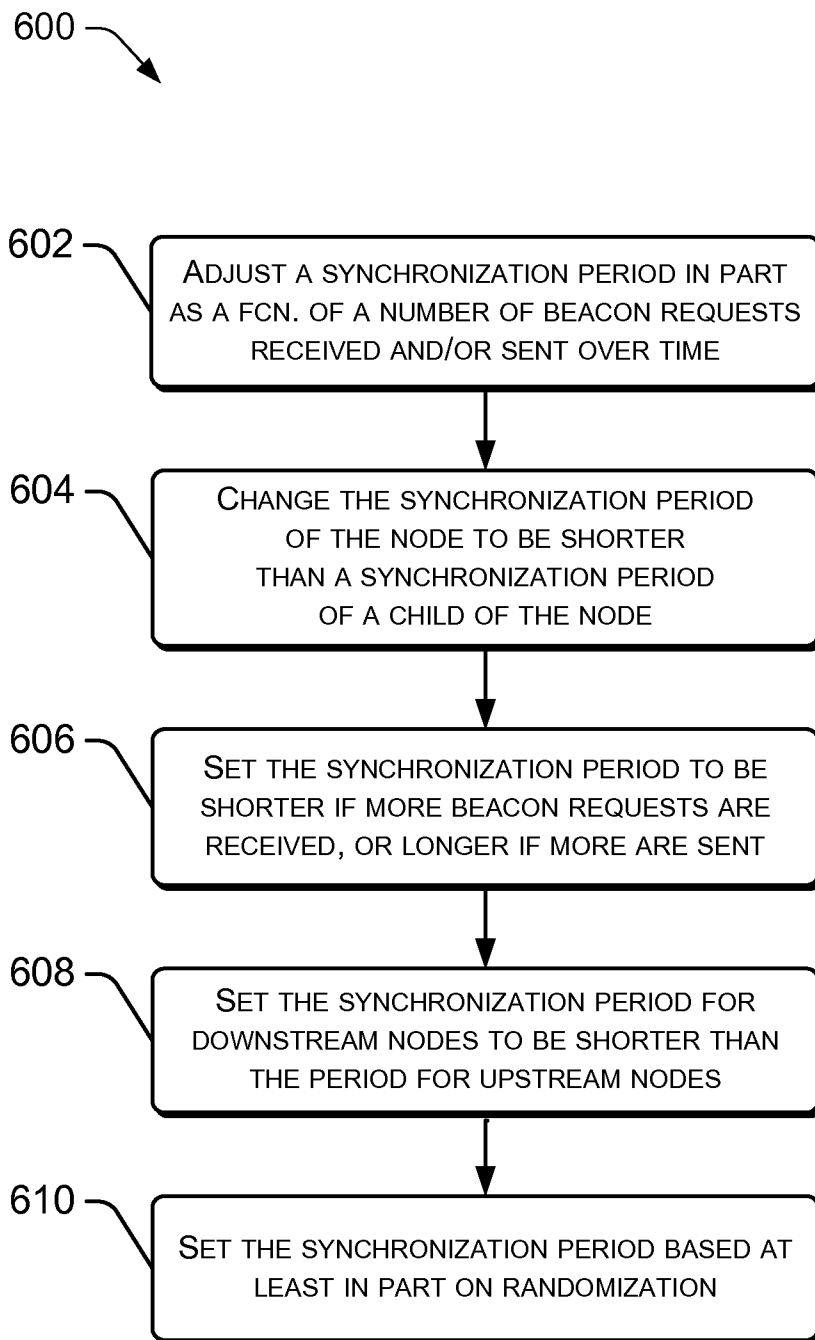 600
602
ADJUST A SYNCHRONIZATION PERIOD IN PART
AS A FCN. OF A NUMBER OF BEACON REQUESTS
RECEIVED AND/OR SENT OVER TIME
604
CHANGE THE SYNCHRONIZATION PERIOD
OF THE NODE TO BE SHORTER
THAN A SYNCHRONIZATION PERIOD
OF A CHILD OF THE NODE
606
SET THE SYNCHRONIZATION PERIOD TO BE
SHORTER IF MORE BEACON REQUESTS ARE
RECEIVED, OR LONGER IF MORE ARE SENT
608
SET THE SYNCHRONIZATION PERIOD FOR
DOWNSTREAM NODES TO BE SHORTER THAN
THE PERIOD FOR UPSTREAM NODES
610
SET THE SYNCHRONIZATION PERIOD BASED AT
LEAST IN PART ON RANDOMIZATION